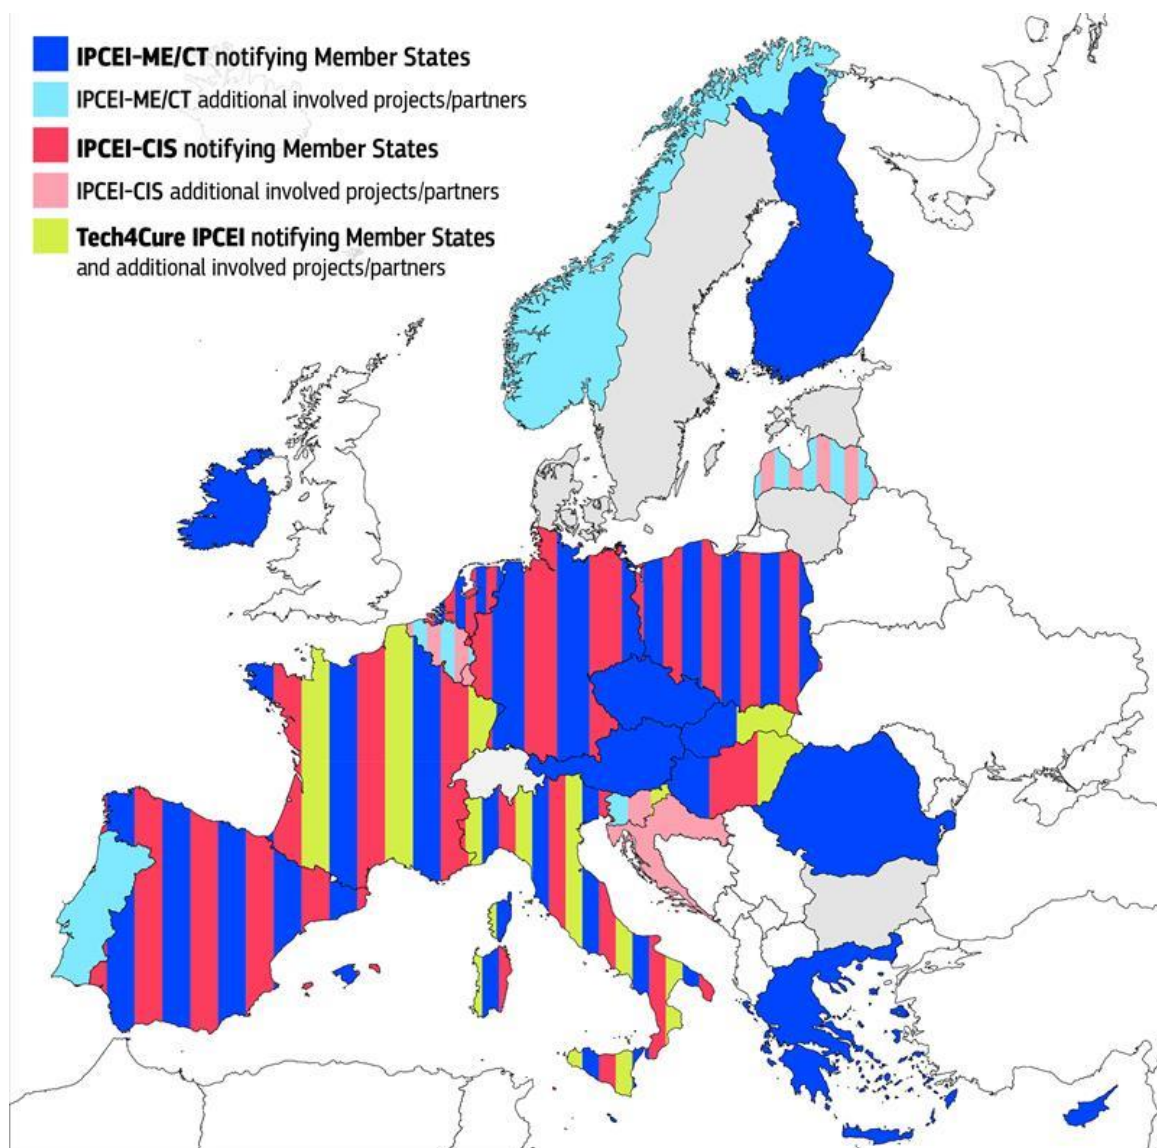 IPCEI-ME/CT notifying Member States
IPCEI-ME/CT additional involved projects/partners
IPCEI-CIS notifying Member States
IPCEI-CIS additional involved projects/partners
Tech4Cure IPCEI notifying Member States
and additional involved projects/partners